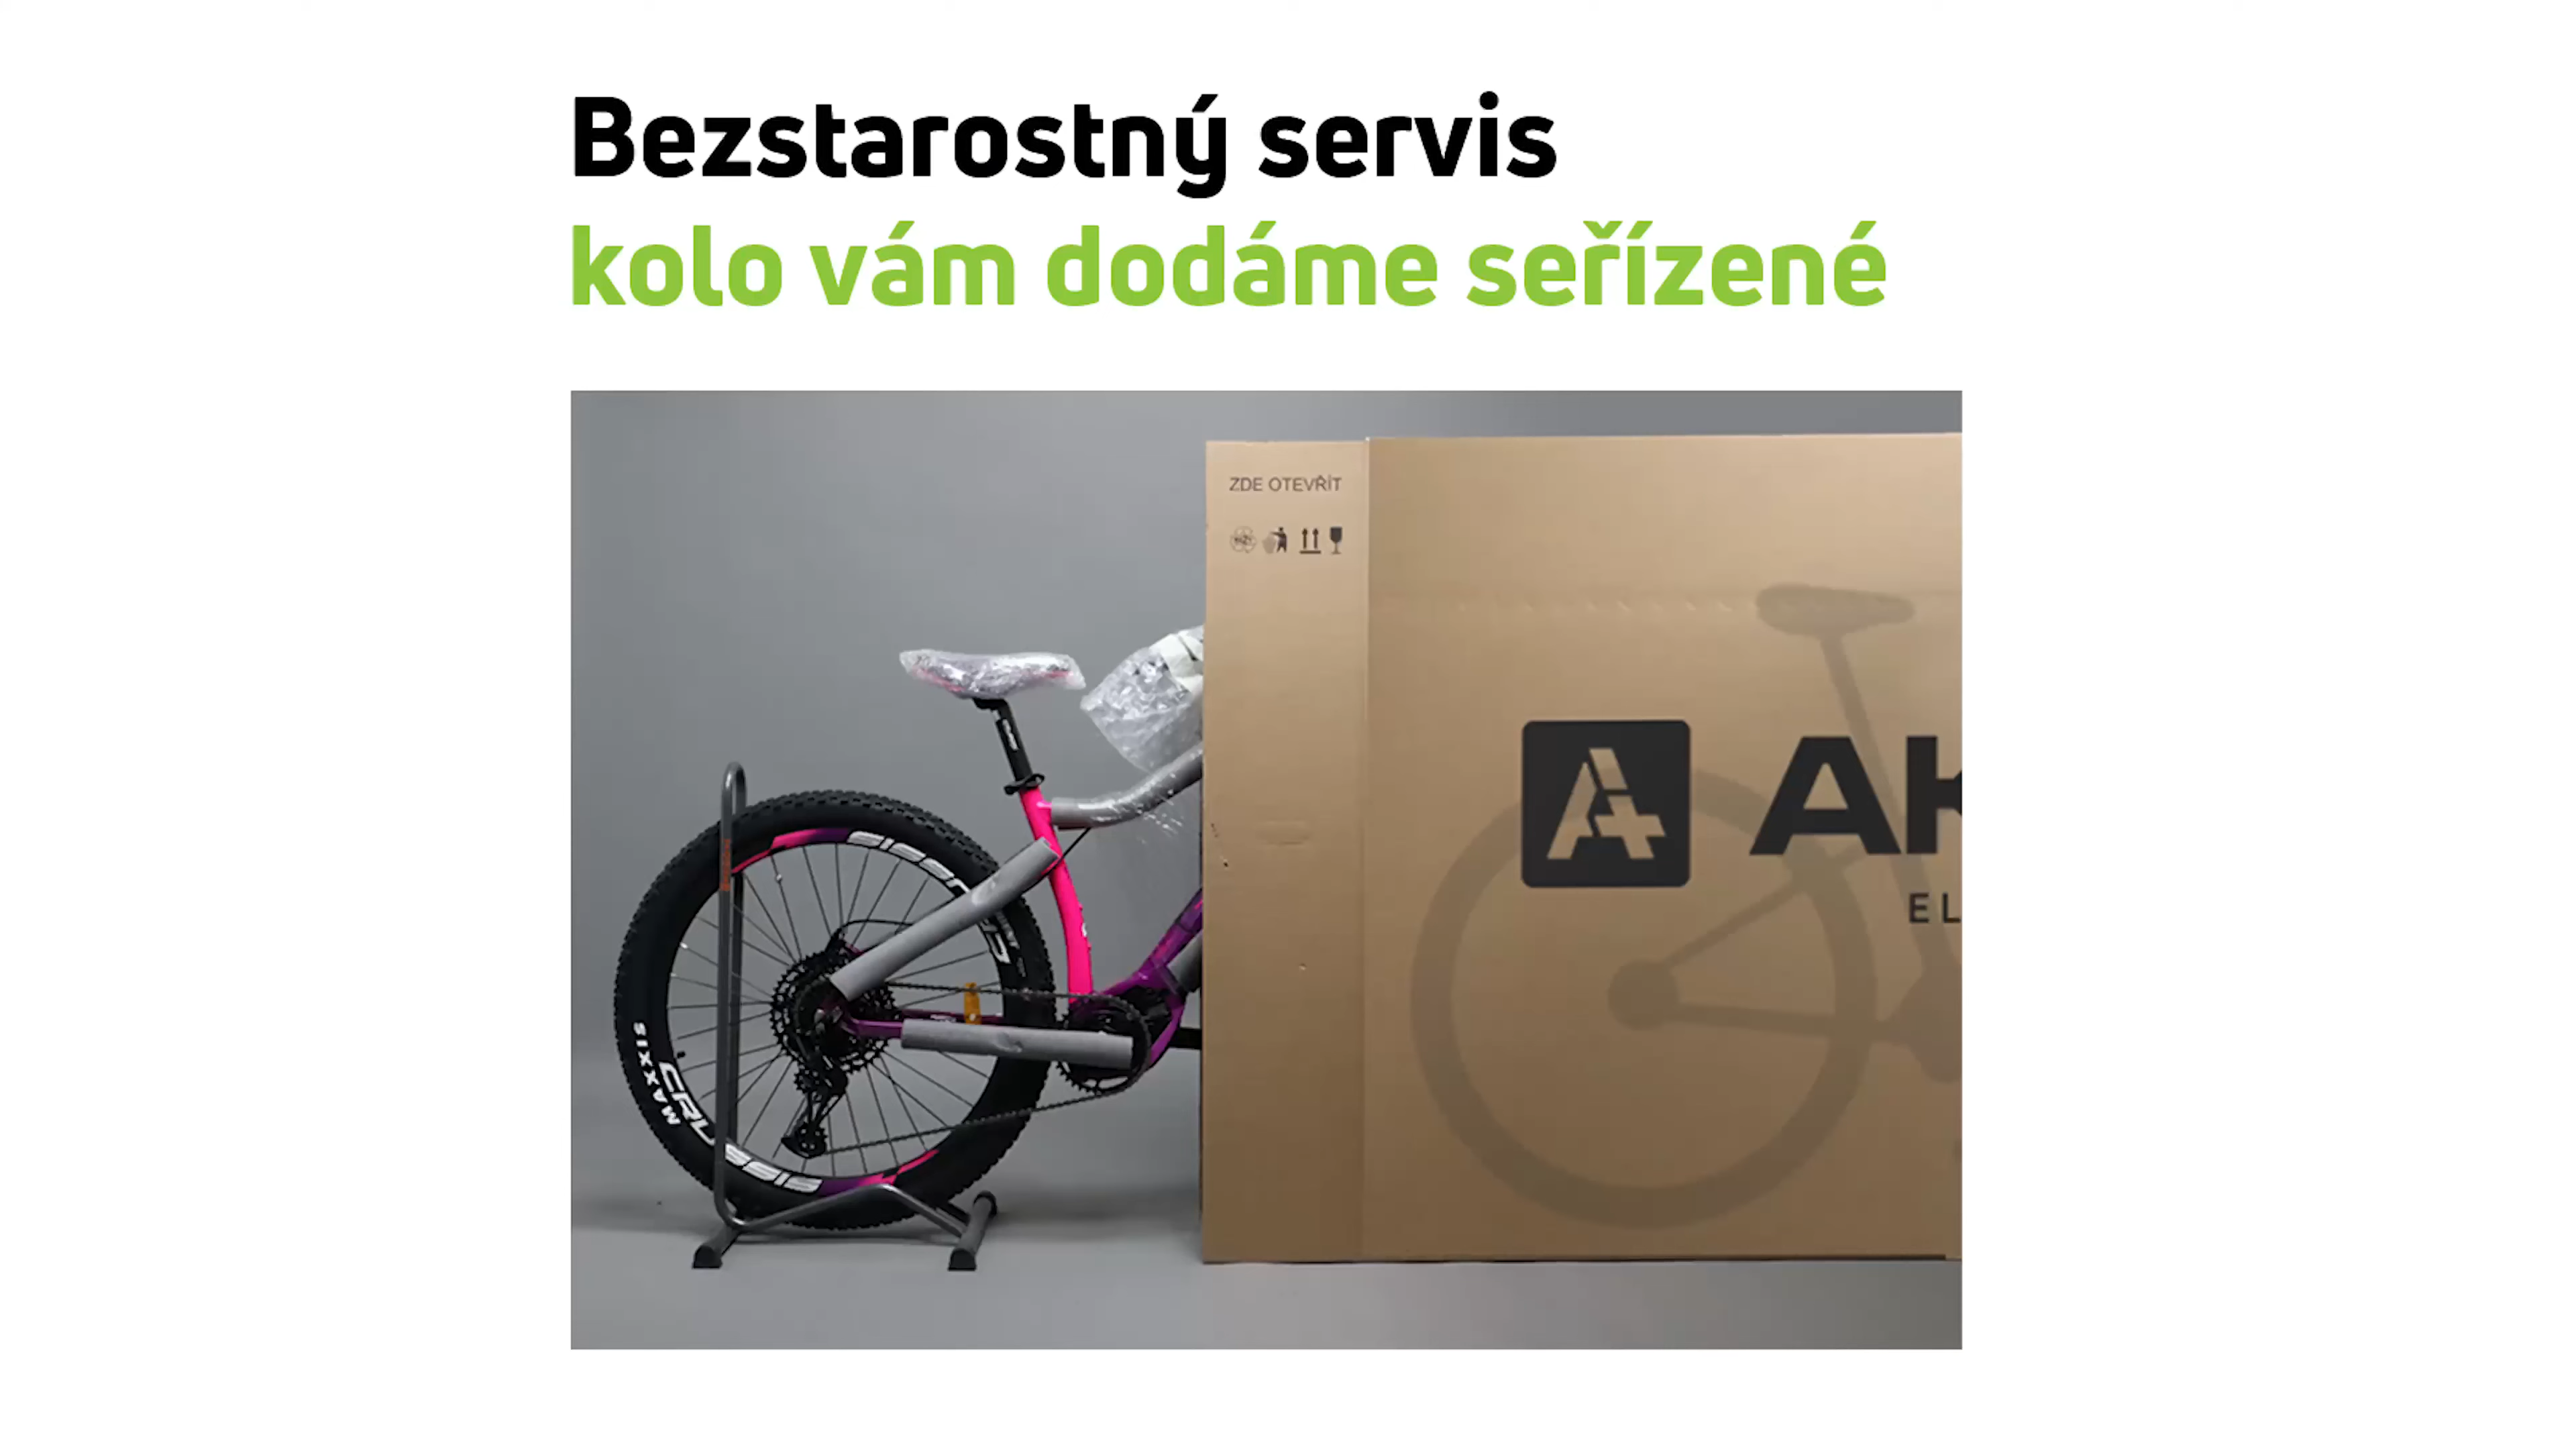 Bezstarostný servis
kolo vám dodáme seřízené
ZDE OTEVŘÍT
AK
EL
CRUSSIS
MAXXIS
CRUSSIS